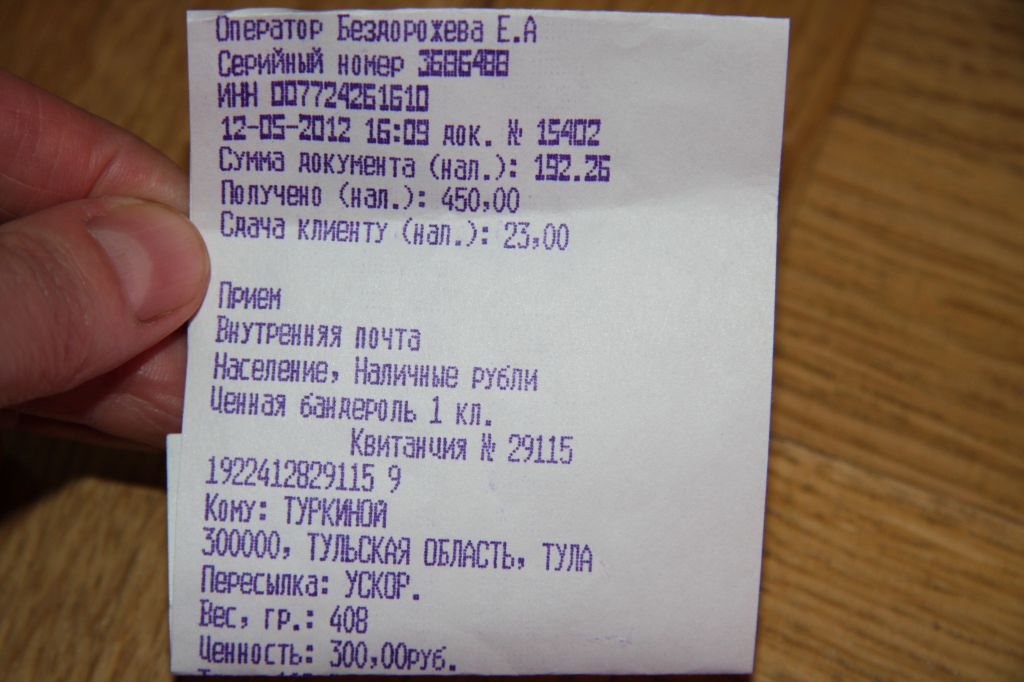 Оператор Бездорожева Е.А
Серийный номер 3686488
ИНН 007724261610
12-05-2012 16:09 док. № 15402
Сумма документа (нал.): 192.26
Получено (нал.): 450,00
Сдача клиенту (нал.): 23,00
Прием
Внутренняя почта
Население, Наличные рубли
Ценная бандероль 1 кл.
Квитанция № 29115
1922412829115 9
Кому: ТУРКИНОЙ
300000, ТУЛЬСКАЯ ОБЛАСТЬ, ТУЛА
Пересылка: УСКОР.
Вес, гр.: 408
Ценность: 300,00руб.